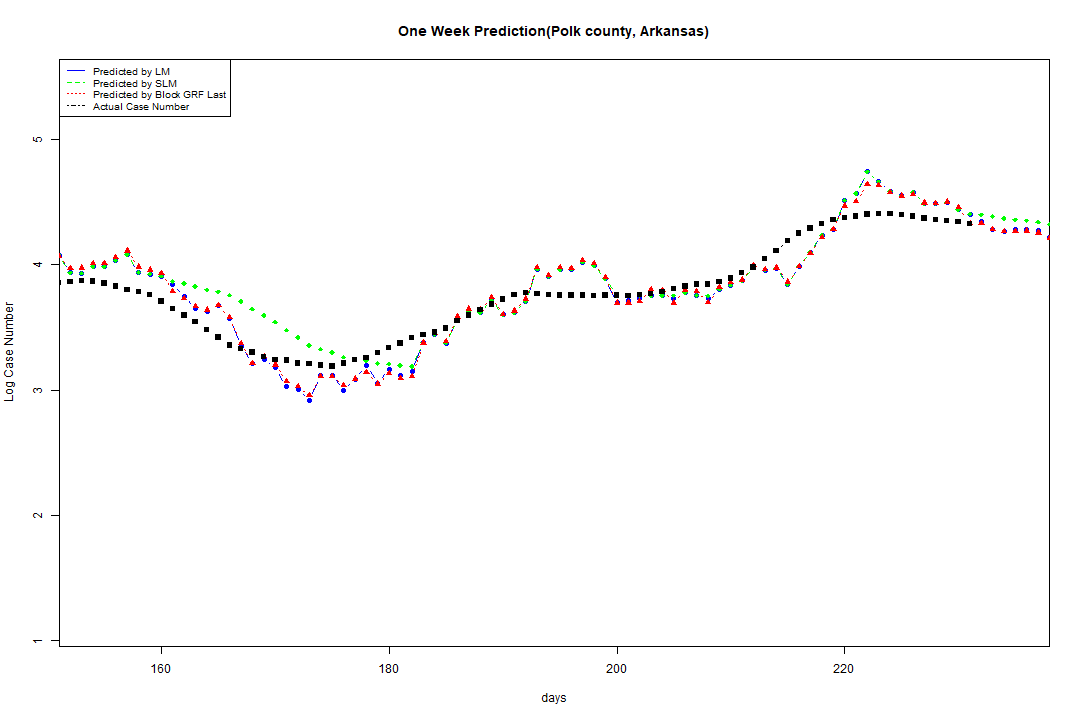 One Week Prediction(Polk county, Arkansas)
Predicted by LM
Predicted by SLM
Predicted by Block GRF Last
Actual Case Number
5
4
3
2
1
Log Case Number
160
180
200
220
days